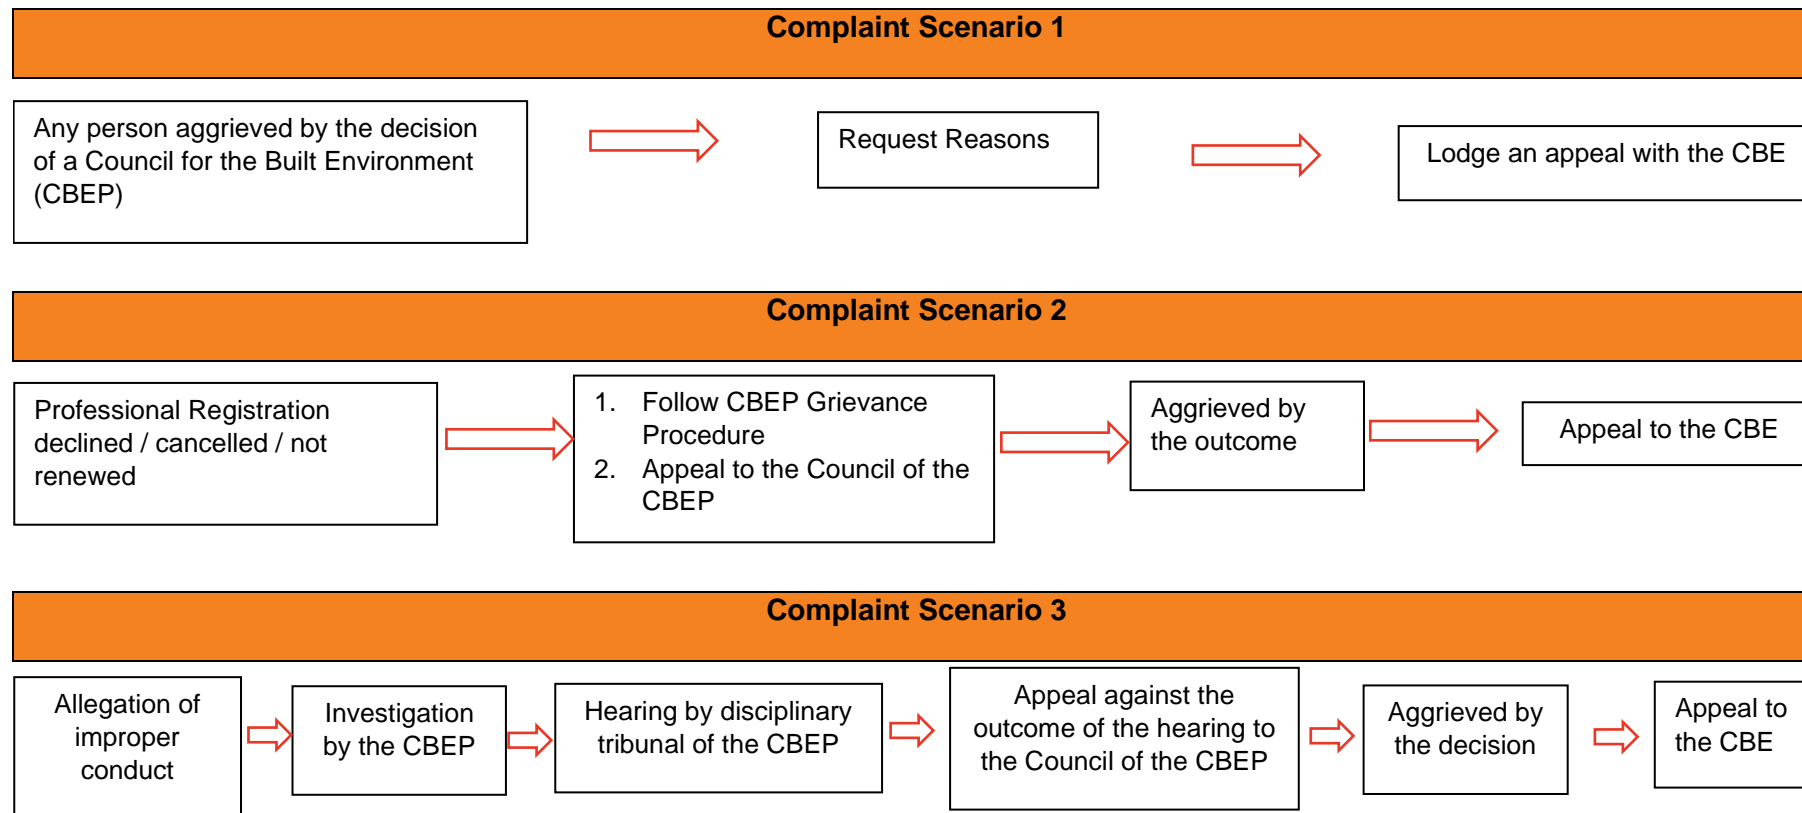 Complaint Scenario 1
Any person aggrieved by the decision
of a Council for the Built Environment
(CBEP)
Request Reasons
Lodge an appeal with the CBE
Complaint Scenario 2
Professional Registration
declined / cancelled / not
renewed
1. Follow CBEP Grievance
Procedure
2. Appeal to the Council of the
CBEP
Aggrieved by
the outcome
Appeal to the CBE
Complaint Scenario 3
Allegation of
improper
conduct
Investigation
by the CBEP
Hearing by disciplinary
tribunal of the CBEP
Appeal against the
outcome of the hearing to
the Council of the CBEP
Aggrieved by
the decision
Appeal to
the CBE